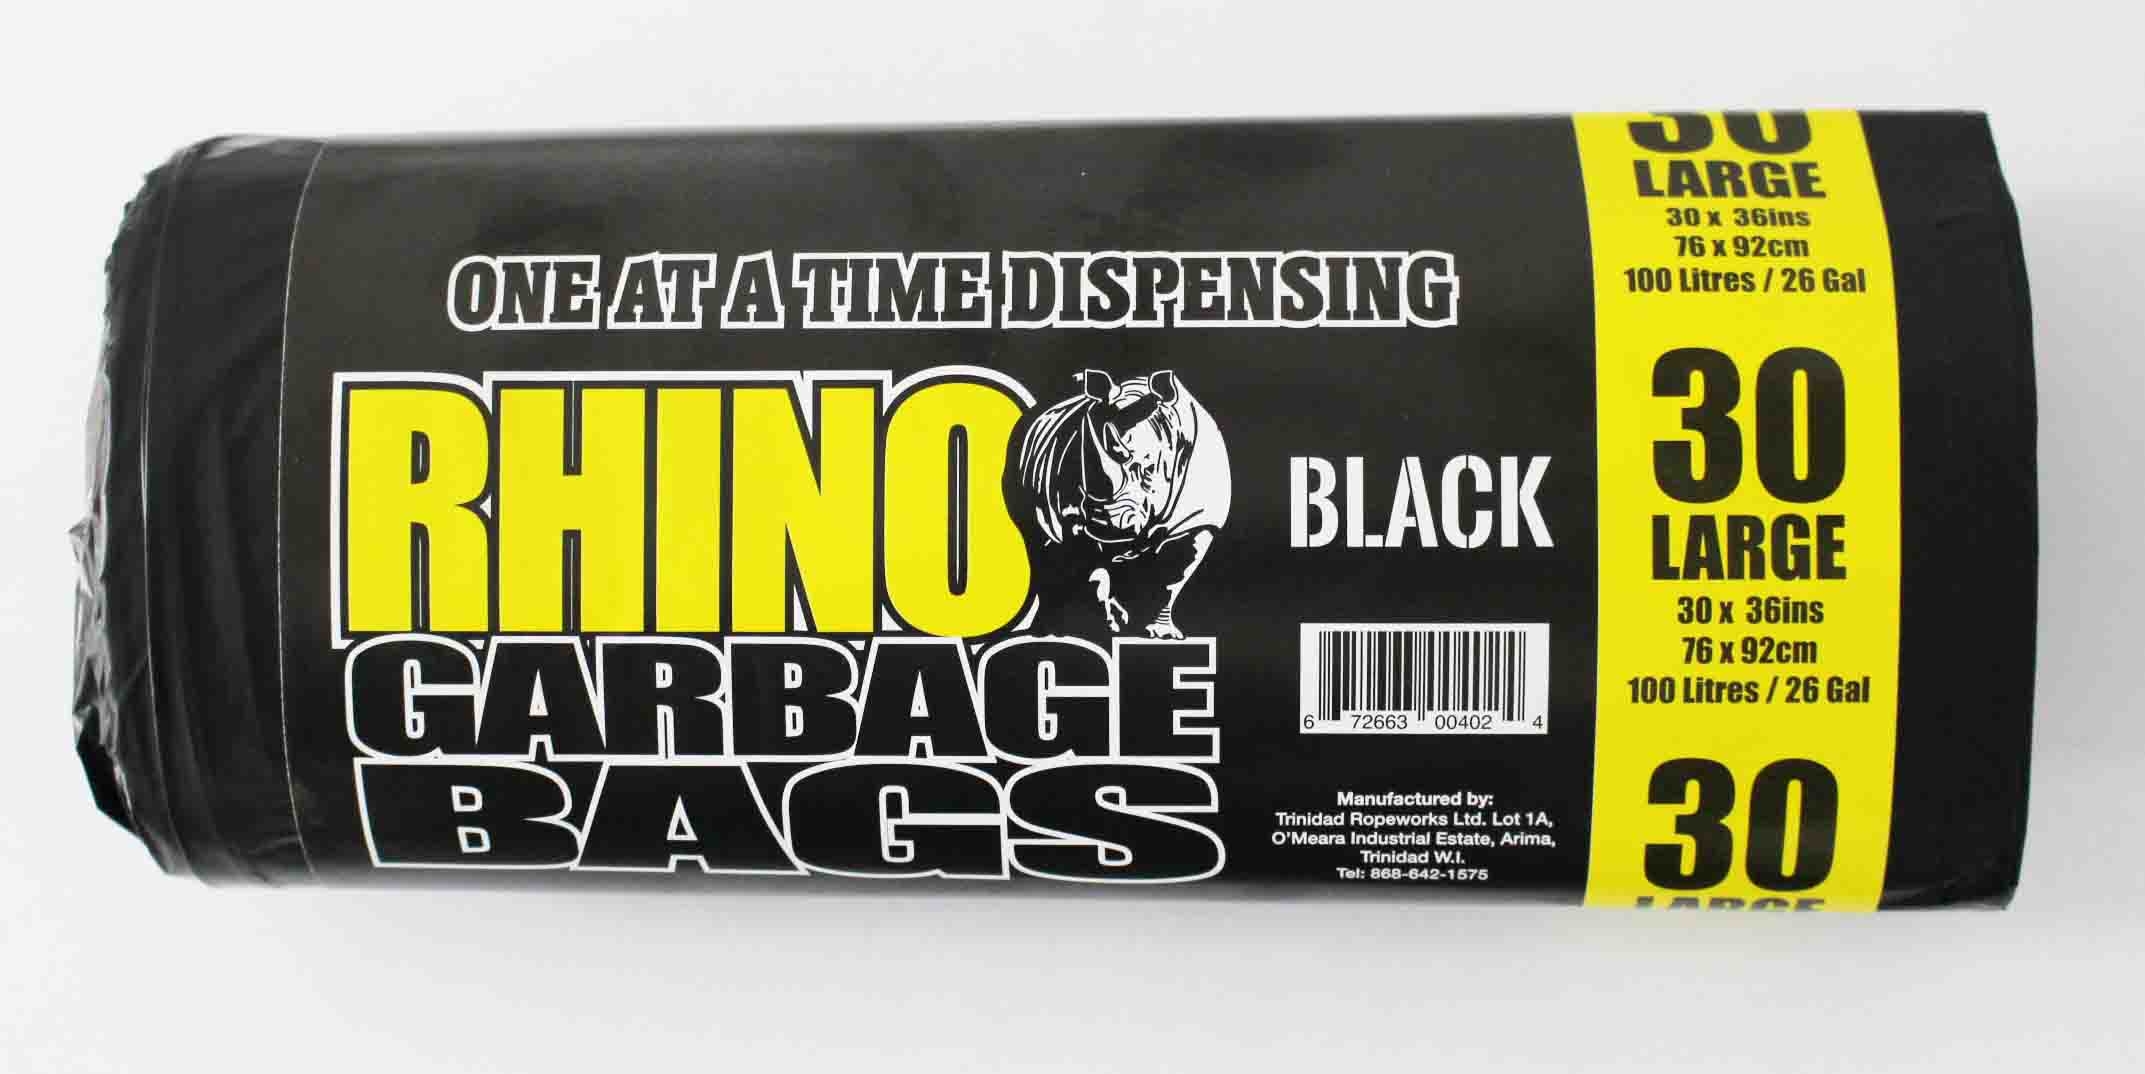 ONE AT A TIME DISPENSING
RHINO
GARBAGE
BAGS
BLACK
6 72663 00402 4
Manufactured by:
Trinidad Ropeworks Ltd. Lot 1A,
O'Meara Industrial Estate, Arima,
Trinidad W.I.
Tel: 868-642-1575
30
LARGE
30 x 36ins
76 x 92cm
100 Litres / 26 Gal
30
LARGE
30 x 36ins
76 x 92cm
100 Litres / 26 Gal
30
LARGE